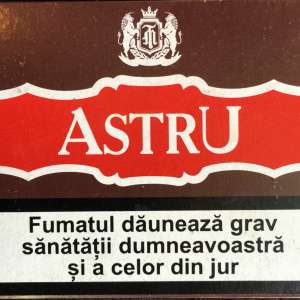 ASTRU
Fumatul dăunează grav
sănătății dumneavoastră
și a celor din jur